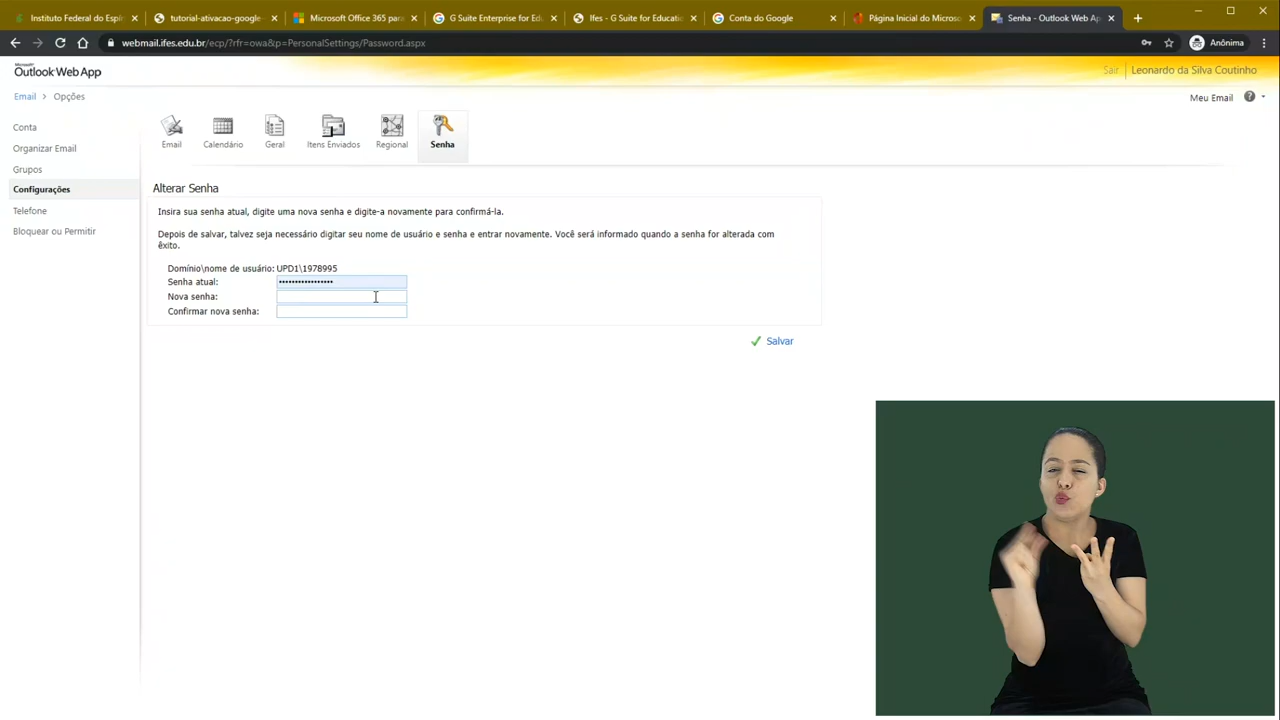 Instituto Federal do Espír
tutorial-ativacao-google-
Microsoft Office 365 para
G Suite Enterprise for Edu
Ifes - G Suite for Educatio
Conta do Google
Página Inicial do Microso
Senha - Outlook Web Ap
webmail.ifes.edu.br/ecp/?rfr=owa&p=PersonalSettings/Password.aspx
Anônima
Microsoft
Outlook Web App
Sair
Leonardo da Silva Coutinho
Email > Opções
Meu Email
Conta
Organizar Email
Grupos
Configurações
Telefone
Bloquear ou Permitir
Email
Calendário
Geral
Itens Enviados
Regional
Senha
Alterar Senha
Insira sua senha atual, digite uma nova senha e digite-a novamente para confirmá-la.
Depois de salvar, talvez seja necessário digitar seu nome de usuário e senha e entrar novamente. Você será informado quando a senha for alterada com
êxito.
Domínio\nome de usuário: UPD1\1978995
Senha atual:
Nova senha:
Confirmar nova senha:
Salvar